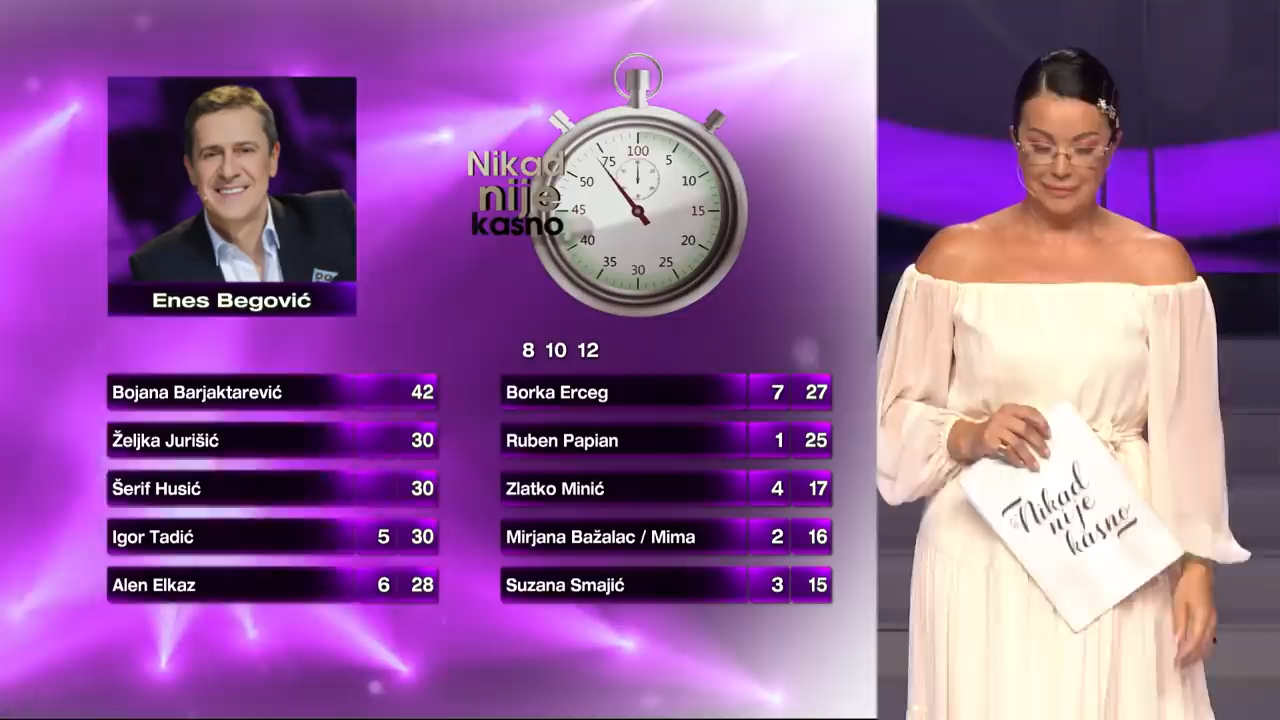 Enes Begović
Nikad
nije
kasno
100
5
10
15
20
25
30
35
40
45
50
75
8 10 12
Bojana Barjaktarević 42
Željka Jurišić 30
Šerif Husić 30
Igor Tadić 5 30
Alen Elkaz 6 28
Borka Erceg 7 27
Ruben Papian 1 25
Zlatko Minić 4 17
Mirjana Bažalac / Mima 2 16
Suzana Smajić 3 15
Nikad
nije
kasno